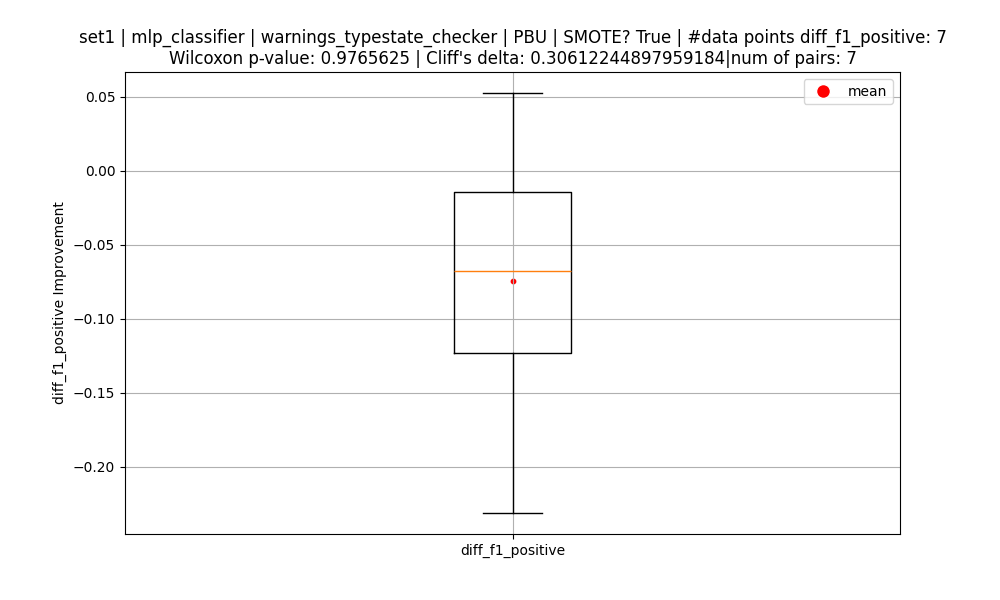 set1 | mlp_classifier | warnings_typestate_checker | PBU | SMOTE? True | #data points diff_f1_positive: 7
Wilcoxon p-value: 0.9765625 | Cliff's delta: 0.30612244897959184|num of pairs: 7
mean
0.05
0.00
−0.05
−0.10
−0.15
−0.20
diff_f1_positive Improvement
diff_f1_positive